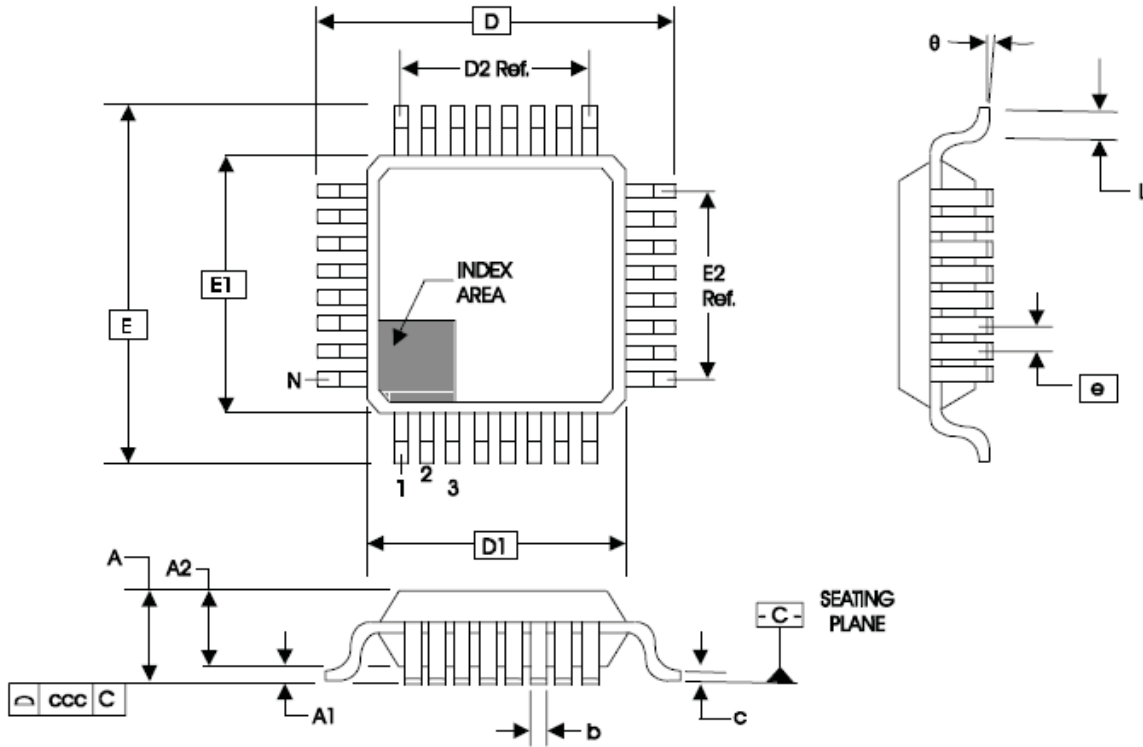 D
θ
D2 Ref.
L
E1
INDEX
AREA
E2
Ref.
E
N
e
1
2
3
D1
A
A2
- C -
SEATING
PLANE
ccc C
A1
b
c